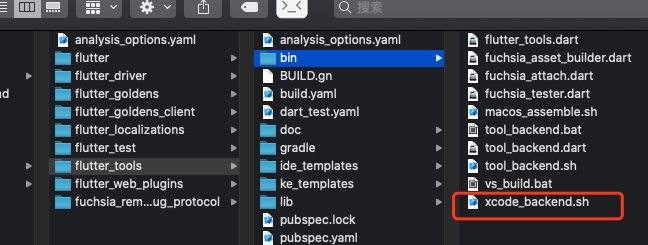 搜索
nd
analysis_options.yaml
flutter
flutter_driver
flutter_goldens
flutter_goldens_client
flutter_localizations
flutter_test
flutter_tools
flutter_web_plugins
fuchsia_rem...ug_protocol
analysis_options.yaml
bin
BUILD.gn
build.yaml
dart_test.yaml
doc
gradle
ide_templates
ke_templates
lib
pubspec.lock
pubspec.yaml
flutter_tools.dart
fuchsia_asset_builder.dart
fuchsia_attach.dart
fuchsia_tester.dart
macos_assemble.sh
tool_backend.bat
tool_backend.dart
tool_backend.sh
vs_build.bat
xcode_backend.sh